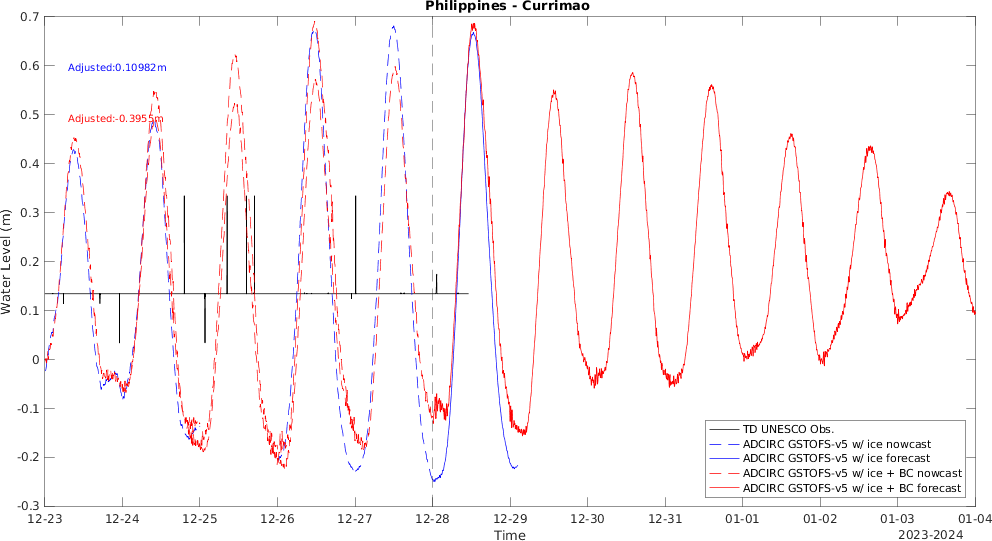 Philippines - Currimao
0.7
0.6
0.5
0.4
0.3
0.2
0.1
0
-0.1
-0.2
-0.3
Water Level (m)
Adjusted:0.10982m
Adjusted:-0.3955m
TD UNESCO Obs.
ADCIRC GSTOFS-v5 w/ ice nowcast
ADCIRC GSTOFS-v5 w/ ice forecast
ADCIRC GSTOFS-v5 w/ ice + BC nowcast
ADCIRC GSTOFS-v5 w/ ice + BC forecast
12-23 12-24 12-25 12-26 12-27 12-28 12-29 12-30 12-31 01-01 01-02 01-03 01-04
Time
2023-2024